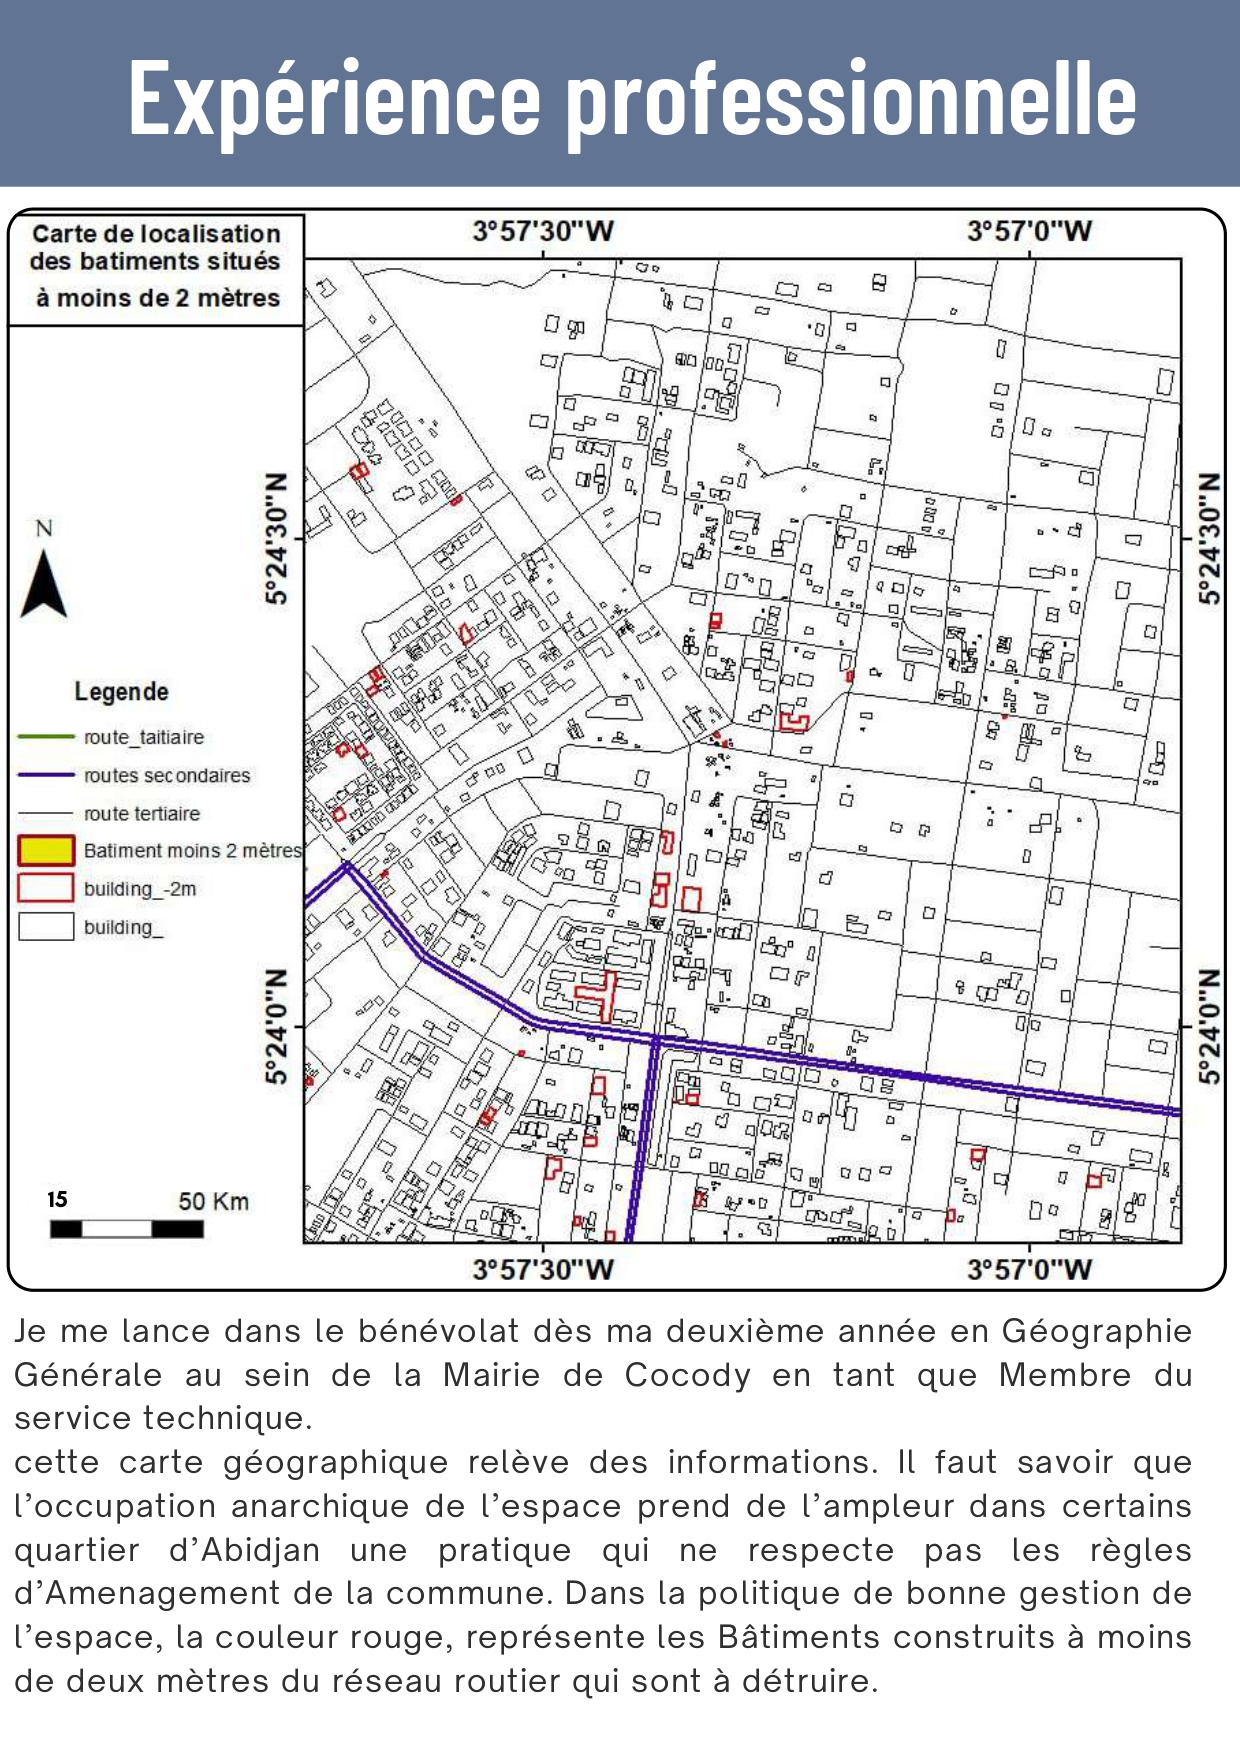 Expérience professionnelle
Carte de localisation
des batiments situés
à moins de 2 mètres
3°57'30"W
3°57'0"W
5°24'30"N
5°24'30"N
N
Legende
route_taitiaire
routes secondaires
route tertiaire
Batiment moins 2 mètres
building_-2m
building_
5°24'0"N
5°24'0"N
15
50 Km
3°57'30"W
3°57'0"W
Je me lance dans le bénévolat dès ma deuxième année en Géographie
Générale au sein de la Mairie de Cocody en tant que Membre du
service technique.
cette carte géographique relève des informations. Il faut savoir que
l'occupation anarchique de l'espace prend de l'ampleur dans certains
quartier d'Abidjan une pratique qui ne respecte pas les règles
d'Amenagement de la commune. Dans la politique de bonne gestion de
l'espace, la couleur rouge, représente les Bâtiments construits à moins
de deux mètres du réseau routier qui sont à détruire.